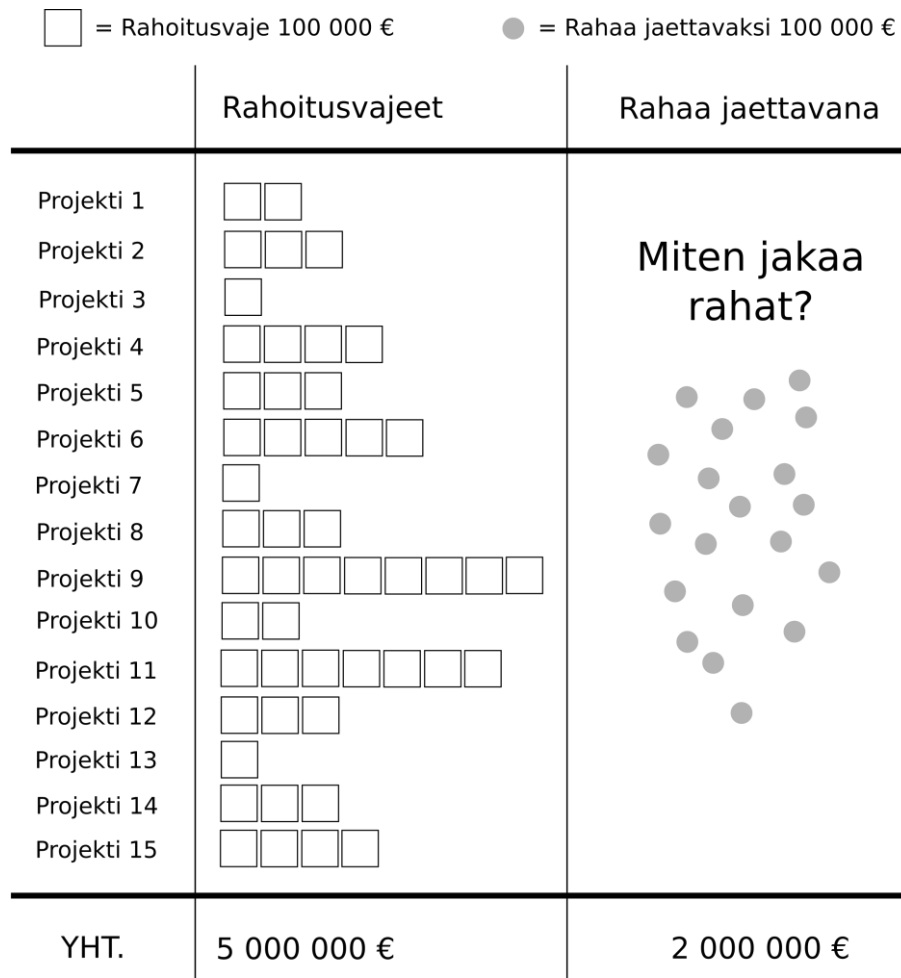 = Rahoitusvaje 100 000 €
= Rahaa jaettavaksi 100 000 €
Rahoitusvajeet
Rahaa jaettavana
Projekti 1
Projekti 2
Projekti 3
Projekti 4
Projekti 5
Projekti 6
Projekti 7
Projekti 8
Projekti 9
Projekti 10
Projekti 11
Projekti 12
Projekti 13
Projekti 14
Projekti 15
Miten jakaa
rahat?
YHT.
5 000 000 €
2 000 000 €